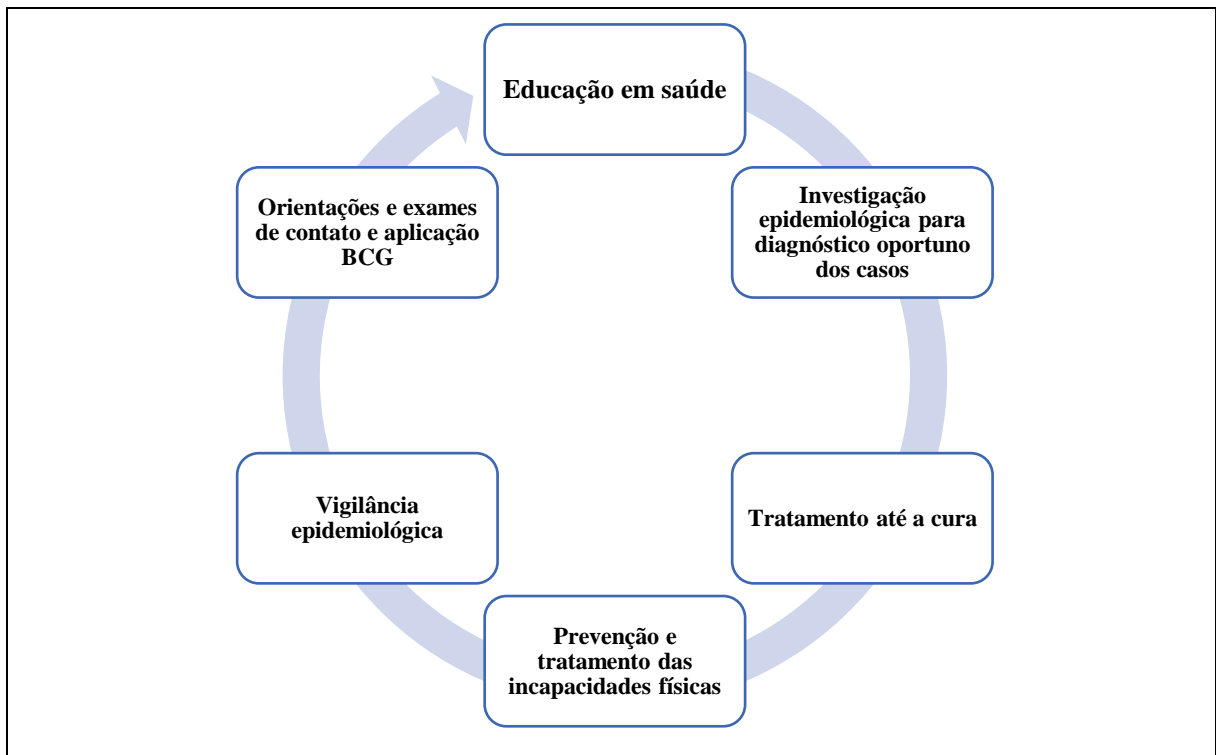 Educação em saúde
Investigação
epidemiológica para
diagnóstico oportuno
dos casos
Tratamento até a cura
Prevenção e
tratamento das
incapacidades físicas
Vigilância
epidemiológica
Orientações e exames
de contato e aplicação
BCG